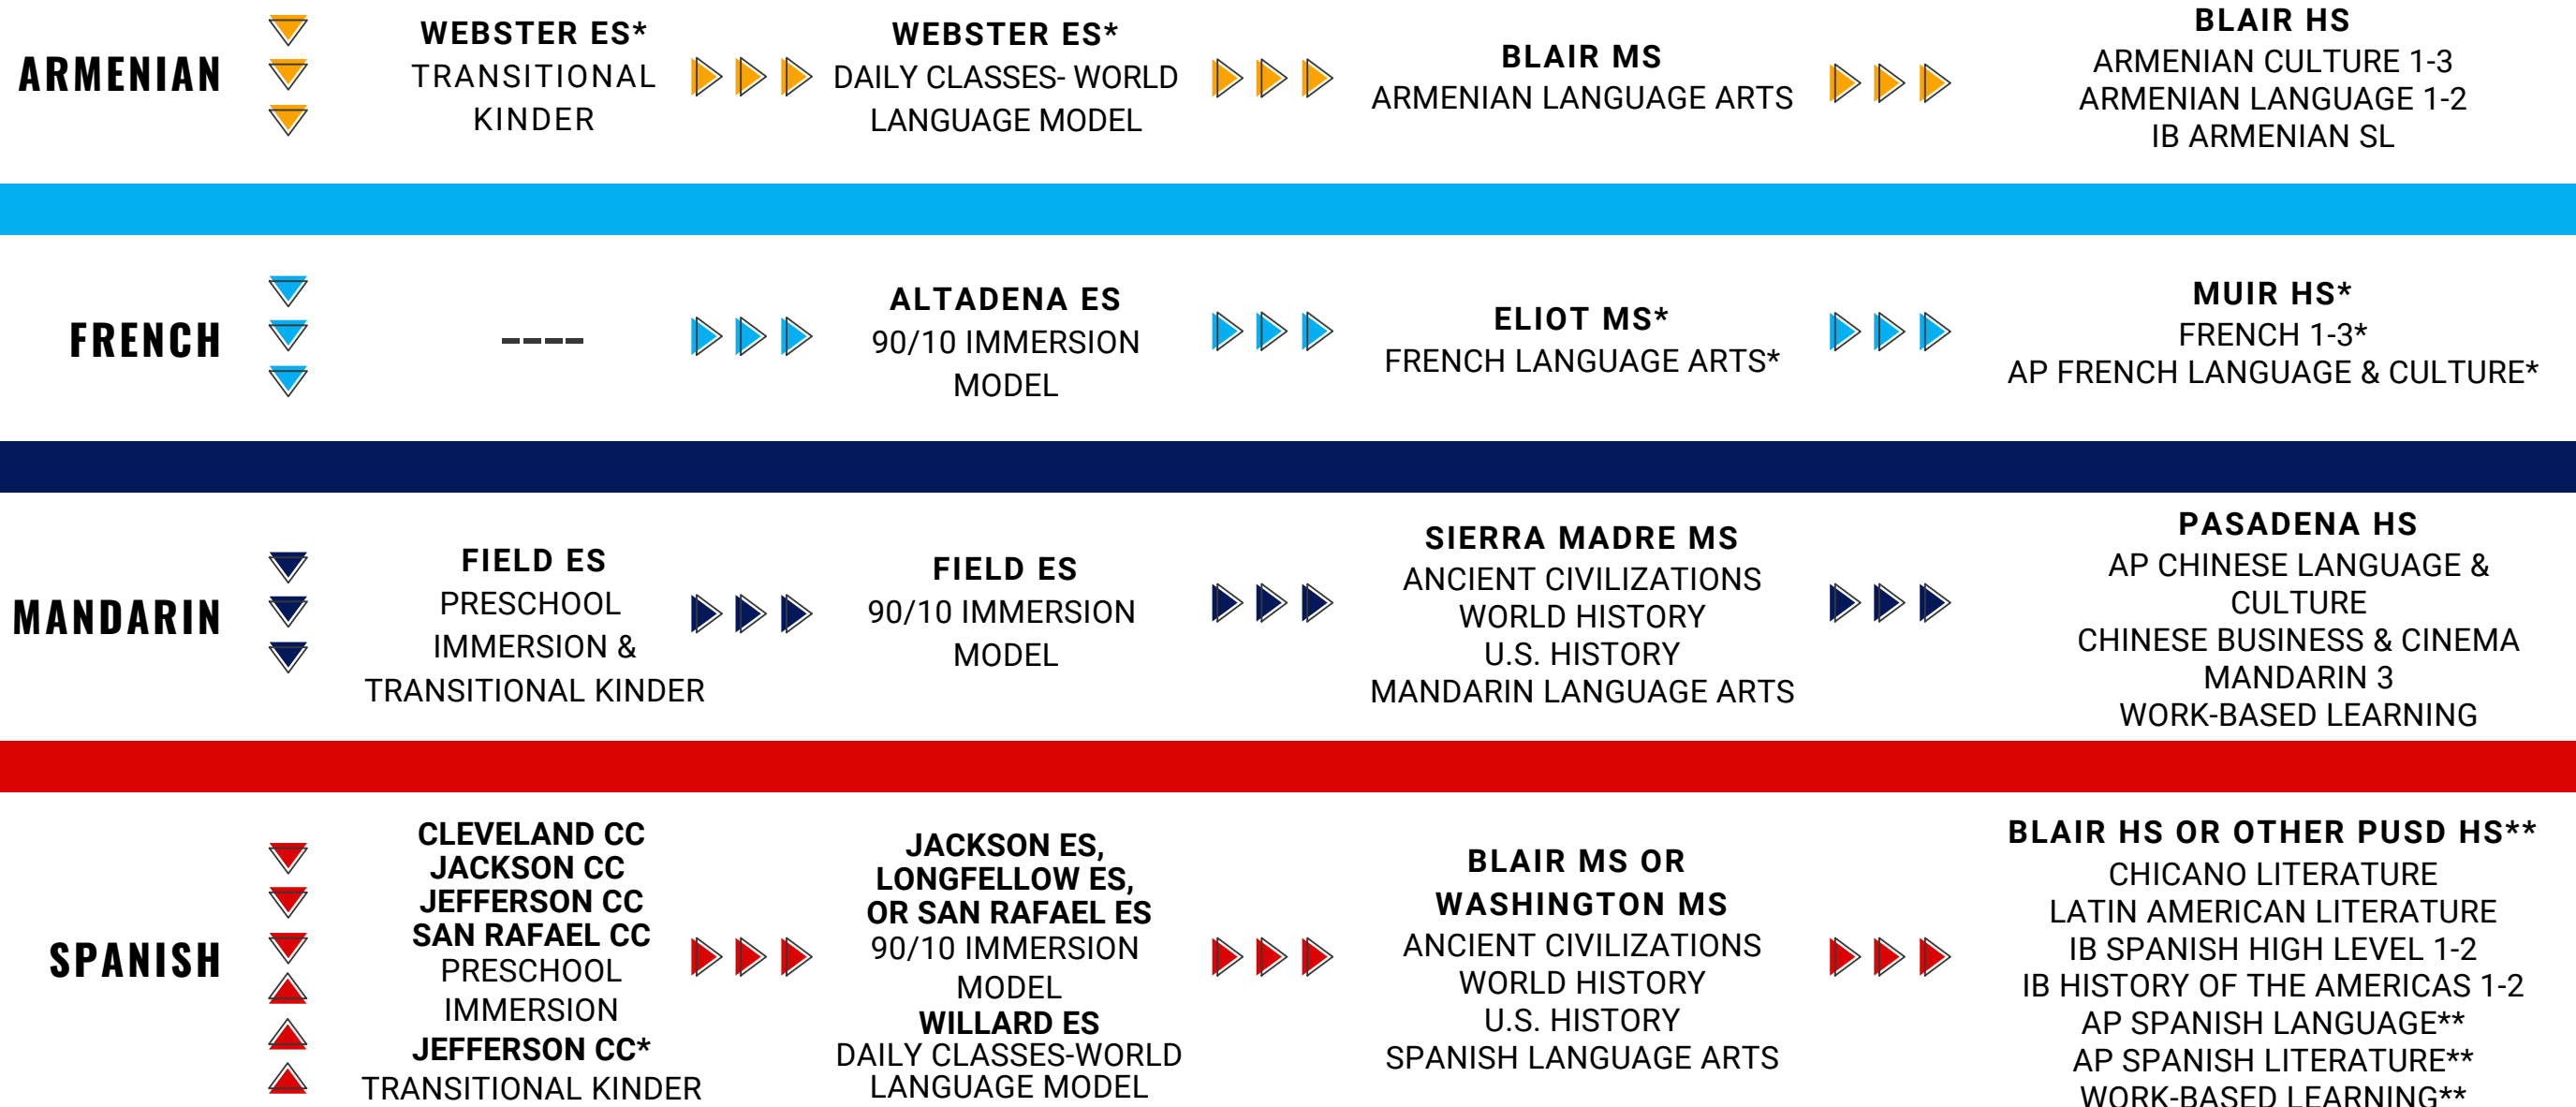 ARMENIAN
WEBSTER ES*
TRANSITIONAL
KINDER
WEBSTER ES*
DAILY CLASSES- WORLD
LANGUAGE MODEL
BLAIR MS
ARMENIAN LANGUAGE ARTS
BLAIR HS
ARMENIAN CULTURE 1-3
ARMENIAN LANGUAGE 1-2
IB ARMENIAN SL
FRENCH
----
ALTADENA ES
90/10 IMMERSION
MODEL
ELIOT MS*
FRENCH LANGUAGE ARTS*
MUIR HS*
FRENCH 1-3*
AP FRENCH LANGUAGE & CULTURE*
MANDARIN
FIELD ES
PRESCHOOL
IMMERSION &
TRANSITIONAL KINDER
FIELD ES
90/10 IMMERSION
MODEL
SIERRA MADRE MS
ANCIENT CIVILIZATIONS
WORLD HISTORY
U.S. HISTORY
MANDARIN LANGUAGE ARTS
PASADENA HS
AP CHINESE LANGUAGE &
CULTURE
CHINESE BUSINESS & CINEMA
MANDARIN 3
WORK-BASED LEARNING
SPANISH
CLEVELAND CC
JACKSON CC
JEFFERSON CC
SAN RAFAEL CC
PRESCHOOL
IMMERSION
JEFFERSON CC*
TRANSITIONAL KINDER
JACKSON ES,
LONGFELLOW ES,
OR SAN RAFAEL ES
90/10 IMMERSION
MODEL
WILLARD ES
DAILY CLASSES-WORLD
LANGUAGE MODEL
BLAIR MS OR
WASHINGTON MS
ANCIENT CIVILIZATIONS
WORLD HISTORY
U.S. HISTORY
SPANISH LANGUAGE ARTS
BLAIR HS OR OTHER PUSD HS**
CHICANO LITERATURE
LATIN AMERICAN LITERATURE
IB SPANISH HIGH LEVEL 1-2
IB HISTORY OF THE AMERICAS 1-2
AP SPANISH LANGUAGE**
AP SPANISH LITERATURE**
WORK-BASED LEARNING**